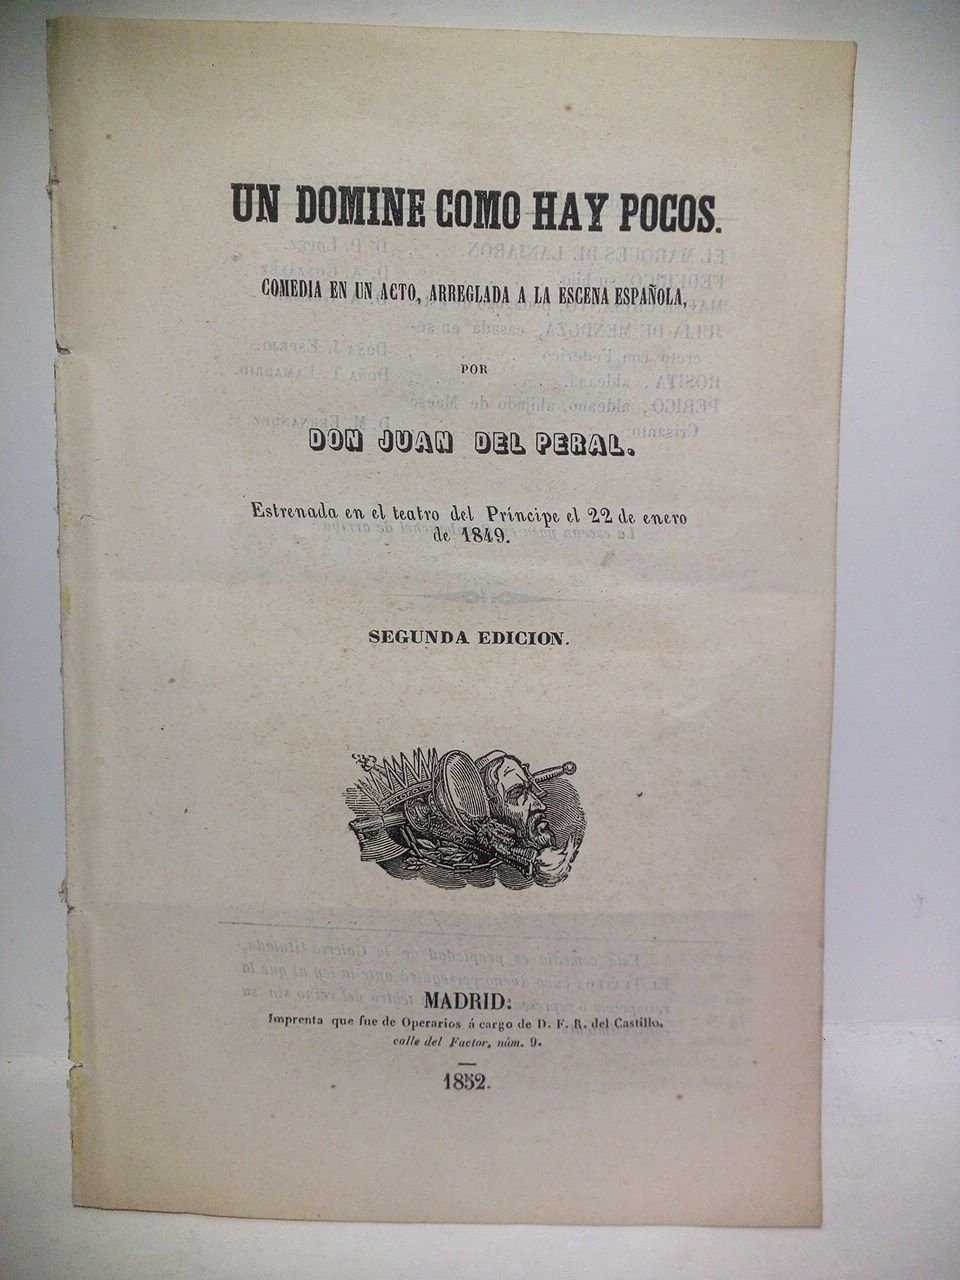 UN DOMINE COMO HAY POCOS.
COMEDIA EN UN ACTO, ARREGLADA A LA ESCENA ESPAÑOLA,
POR
DON JUAN DEL PERAL.
Estrenada en el teatro del Príncipe el 22 de enero
de 1849.
SEGUNDA EDICION.
MADRID:
Imprenta que fue de Operarios á cargo de D. F. R. del Castillo.
calle del Factor, núm. 9.
1852.